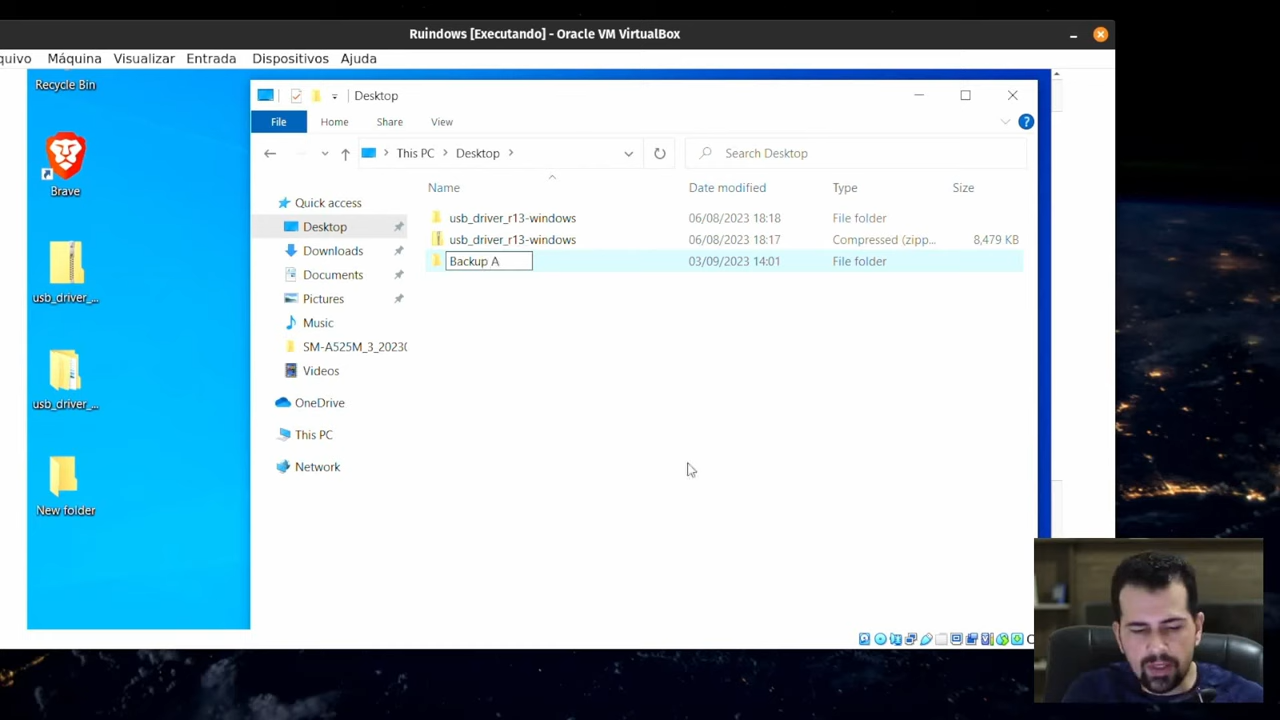 Ruindows [Executando] - Oracle VM VirtualBox
quivo Máquina Visualizar Entrada Dispositivos Ajuda
Recycle Bin
Brave
usb_driver_...
usb_driver_...
New folder
Desktop
File Home Share View
This PC Desktop
Search Desktop
Name Date modified Type Size
usb_driver_r13-windows 06/08/2023 18:18 File folder
usb_driver_r13-windows 06/08/2023 18:17 Compressed (zipp... 8,479 KB
Backup A 03/09/2023 14:01 File folder
Quick access
Desktop
Downloads
Documents
Pictures
Music
SM-A525M_3_2023(
Videos
OneDrive
This PC
Network